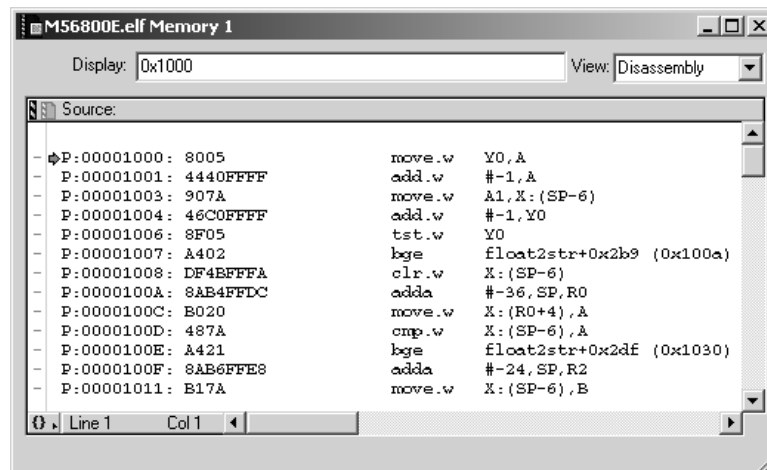 M56800E.elf Memory 1
Display: 0x1000 View: Disassembly
Source:
P:00001000: 8005 move.w Y0,A
P:00001001: 4440FFFF add.w #-1,A
P:00001003: 907A move.w A1,X:(SP-6)
P:00001004: 46C0FFFF add.w #-1,Y0
P:00001006: 8F05 tst.w Y0
P:00001007: A402 bge float2str+0x2b9 (0x100a)
P:00001008: DF4BFFFA clr.w X:(SP-6)
P:0000100A: 8AB4FFDC adda #-36,SP,R0
P:0000100C: B020 move.w X:(R0+4),A
P:0000100D: 487A cmp.w X:(SP-6),A
P:0000100E: A421 bge float2str+0x2df (0x1030)
P:0000100F: 8AB6FFE8 adda #-24,SP,R2
P:00001011: B17A move.w X:(SP-6),B
Line 1 Col 1